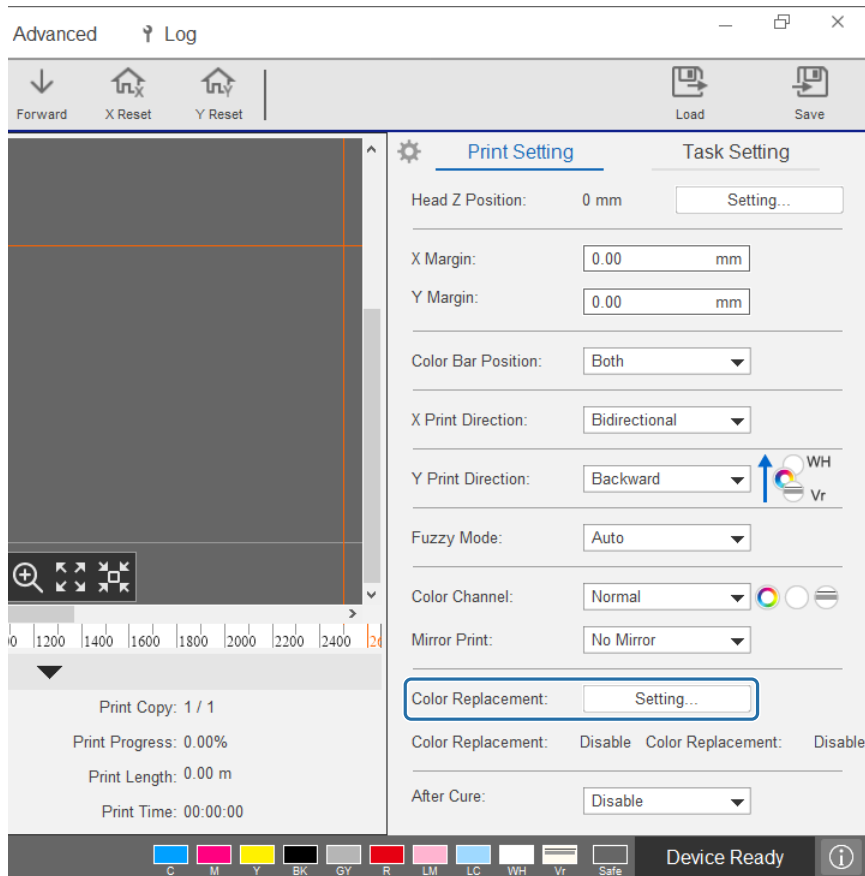 Advanced Log
Forward X Reset Y Reset Load Save
Print Setting Task Setting
Head Z Position: 0 mm Setting...
X Margin: 0.00 mm
Y Margin: 0.00 mm
Color Bar Position: Both
X Print Direction: Bidirectional
Y Print Direction: Backward WH
Vr
Fuzzy Mode: Auto
Color Channel: Normal
1200 1400 1600 1800 2000 2200 2400
Mirror Print: No Mirror
Color Replacement: Setting...
Print Copy: 1 / 1
Print Progress: 0.00%
Color Replacement: Disable Color Replacement: Disable
Print Length: 0.00 m
Print Time: 00:00:00
After Cure: Disable
C M Y BK GY R LM LC WH Vr Safe Device Ready